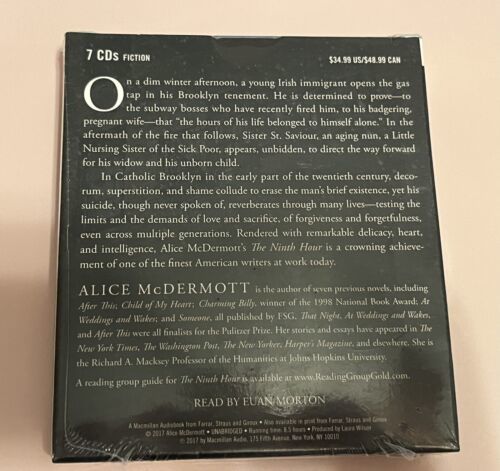 7 CDs FICTION
$34.99 US/$48.99 CAN
On a dim winter afternoon, a young Irish immigrant opens the gas
tap in his Brooklyn tenement. He is determined to prove—to
the subway bosses who have recently fired him, to his badgering,
pregnant wife—that “the hours of his life belonged to himself alone.” In the
aftermath of the fire that follows, Sister St. Saviour, an aging nun, a Little
Nursing Sister of the Sick Poor, appears, unbidden, to direct the way forward
for his widow and his unborn child.
In Catholic Brooklyn in the early part of the twentieth century, deco-
rum, superstition, and shame collude to erase the man's brief existence, yet his
suicide, though never spoken of, reverberates through many lives—testing the
limits and the demands of love and sacrifice, of forgiveness and forgetfulness,
even across multiple generations. Rendered with remarkable delicacy, heart,
and intelligence, Alice McDermott's The Ninth Hour is a crowning achieve-
ment of one of the finest American writers at work today.
ALICE McDERMOTT is the author of seven previous novels, including
After This; Child of My Heart; Charming Billy, winner of the 1998 National Book Award; At
Weddings and Wakes; and Someone, all published by FSG. That Night, At Weddings and Wakes,
and After This were all finalists for the Pulitzer Prize. Her stories and essays have appeared in The
New York Times, The Washington Post, The New Yorker, Harper's Magazine, and elsewhere. She is
the Richard A. Macksey Professor of the Humanities at Johns Hopkins University.
A reading group guide for The Ninth Hour is available at www.ReadingGroupGold.com.
READ BY EUAN MORTON
A Macmillan Audiobook from Farrar, Straus and Giroux • Also available in print from Farrar, Straus and Giroux
© 2017 Alice McDermott • UNABRIDGED • Running time: 8.5 hours • Produced by Laura Wilson
℗ 2017 by Macmillan Audio, 175 Fifth Avenue, New York, NY 10010